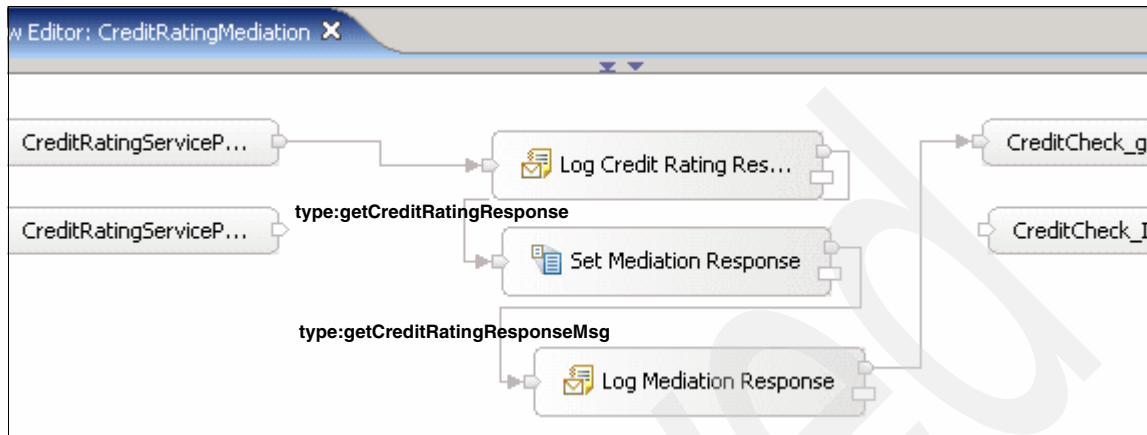 w Editor: CreditRatingMediation
CreditRatingServiceP...
Log Credit Rating Res...
CreditCheck_g
type:getCreditRatingResponse
CreditRatingServiceP...
CreditCheck_I
Set Mediation Response
type:getCreditRatingResponseMsg
Log Mediation Response